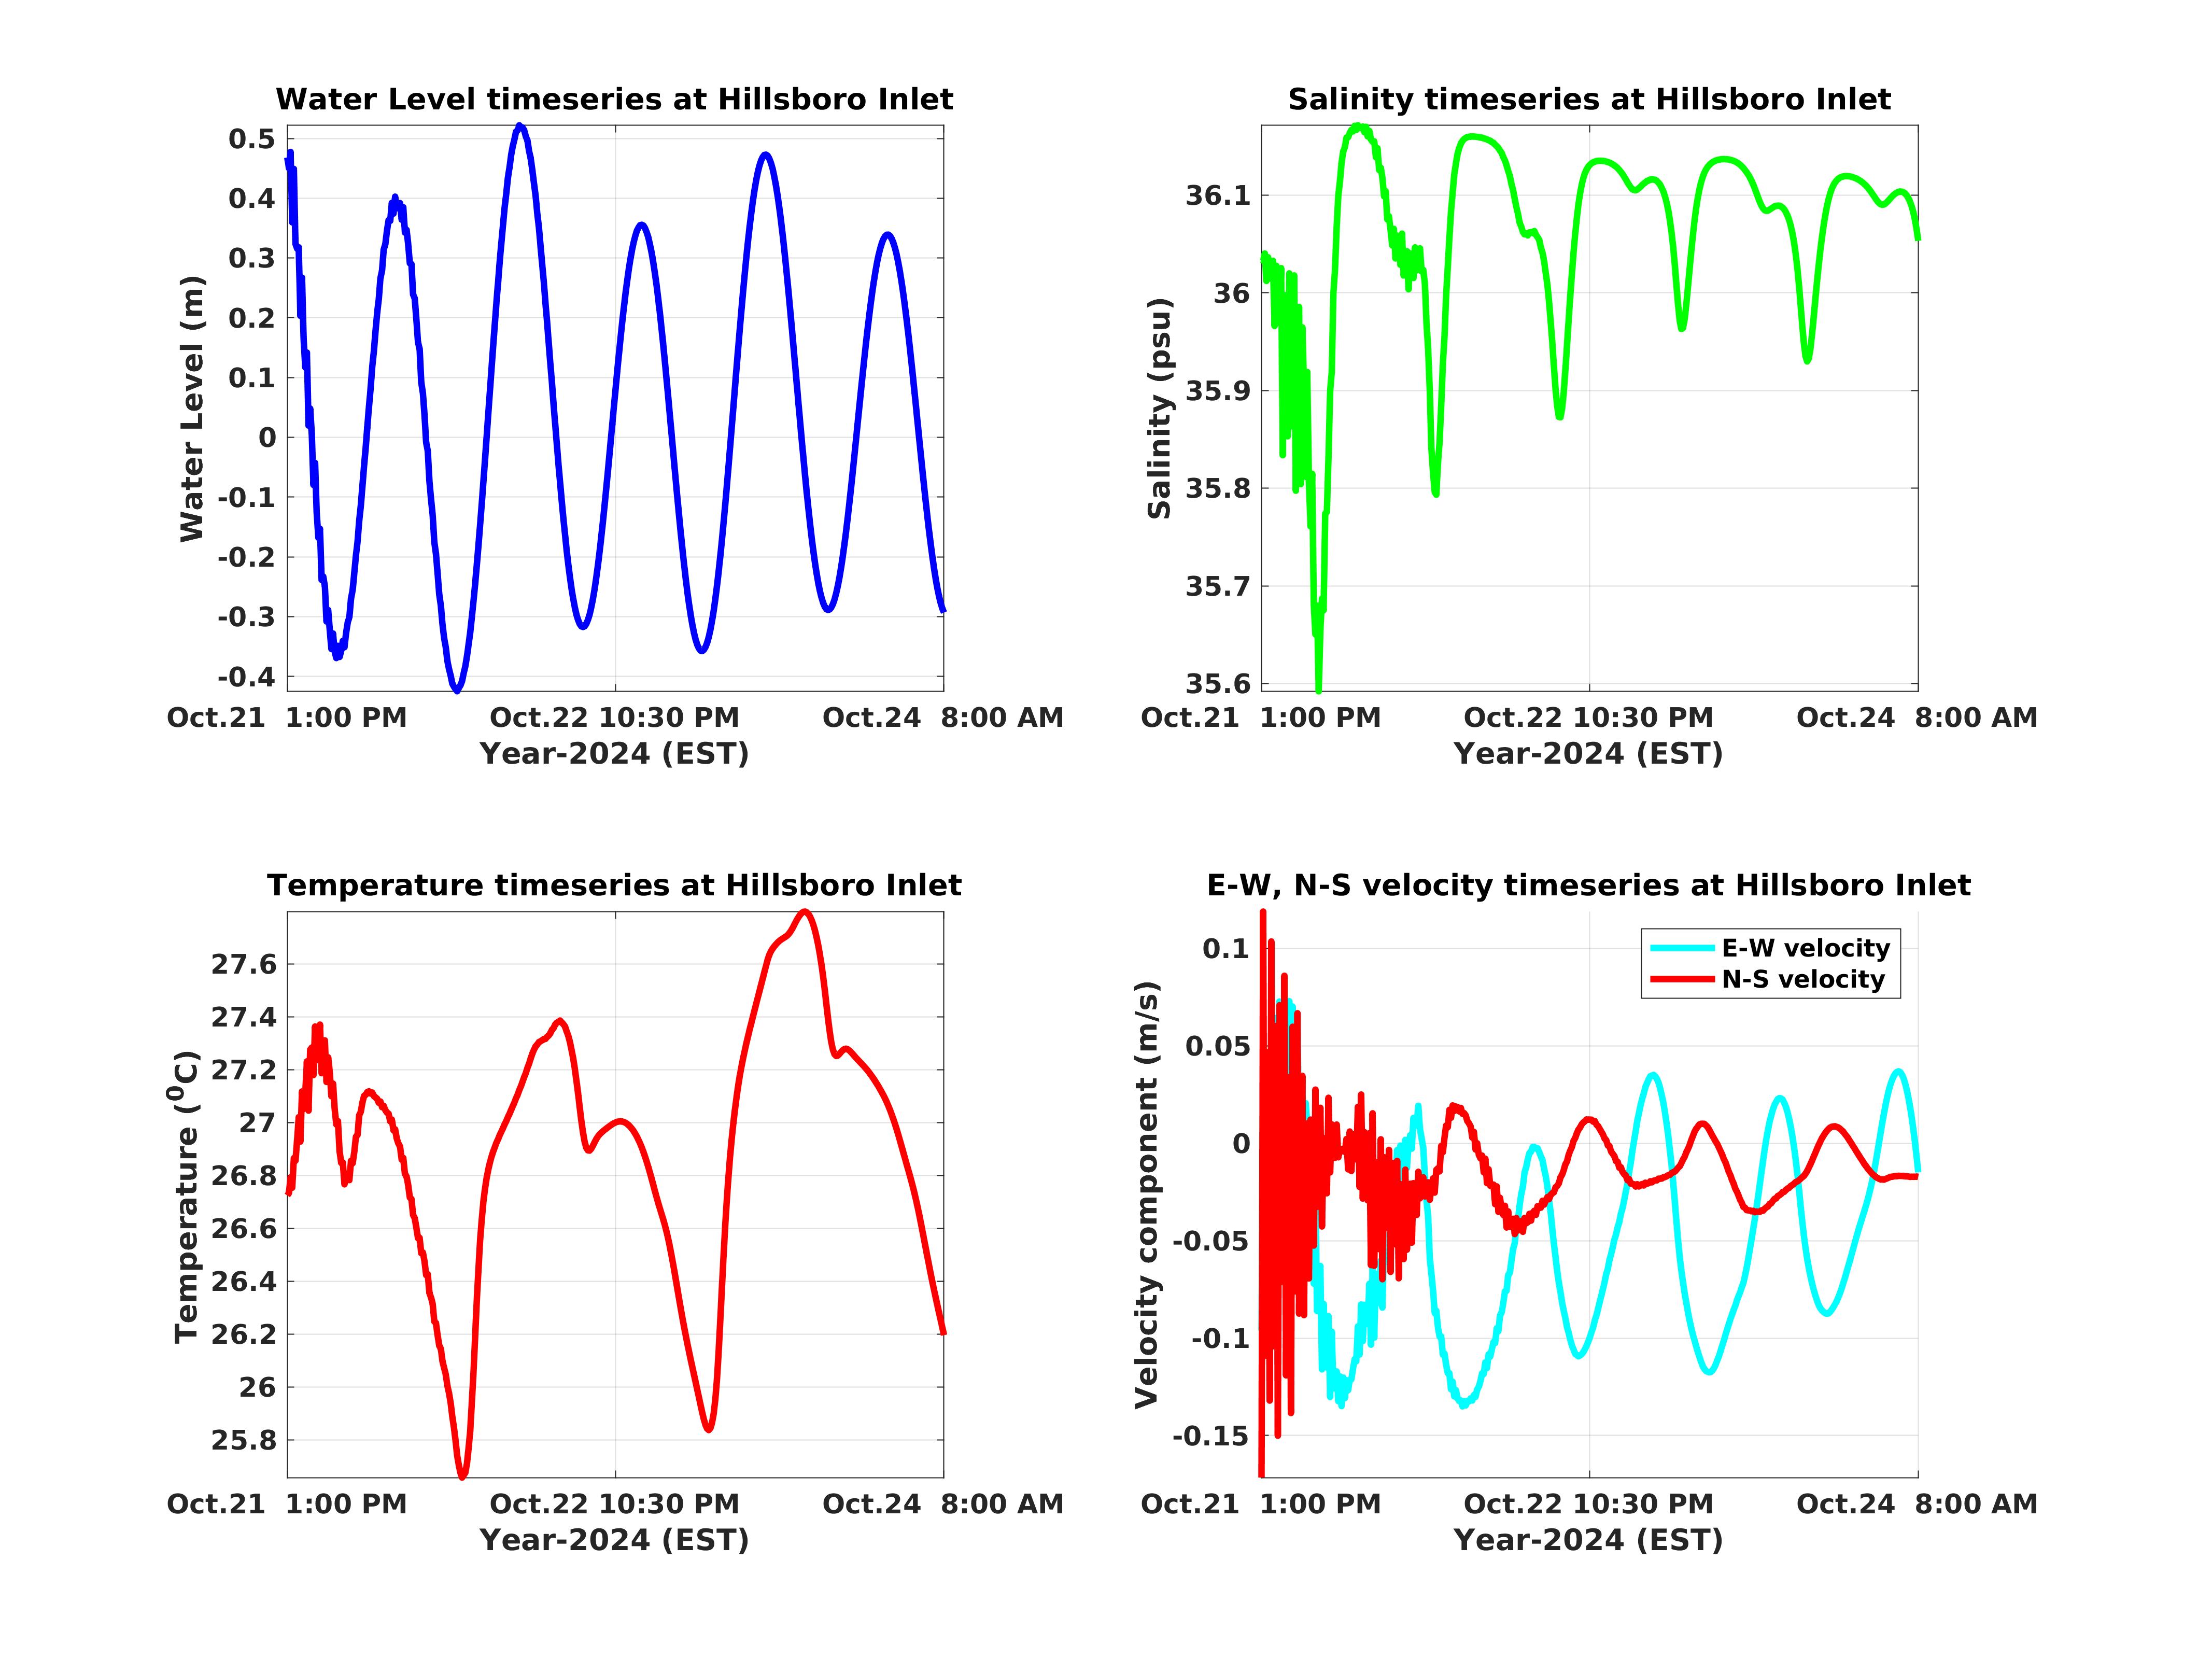 Water Level timeseries at Hillsboro Inlet
Water Level (m)
0.5
0.4
0.3
0.2
0.1
0
-0.1
-0.2
-0.3
-0.4
Oct.21 1:00 PM
Oct.22 10:30 PM
Oct.24 8:00 AM
Year-2024 (EST)
Salinity timeseries at Hillsboro Inlet
Salinity (psu)
36.1
36
35.9
35.8
35.7
35.6
Oct.21 1:00 PM
Oct.22 10:30 PM
Oct.24 8:00 AM
Year-2024 (EST)
Temperature timeseries at Hillsboro Inlet
Temperature (⁰C)
27.6
27.4
27.2
27
26.8
26.6
26.4
26.2
26
25.8
Oct.21 1:00 PM
Oct.22 10:30 PM
Oct.24 8:00 AM
Year-2024 (EST)
E-W, N-S velocity timeseries at Hillsboro Inlet
Velocity component (m/s)
0.1
0.05
0
-0.05
-0.1
-0.15
E-W velocity
N-S velocity
Oct.21 1:00 PM
Oct.22 10:30 PM
Oct.24 8:00 AM
Year-2024 (EST)